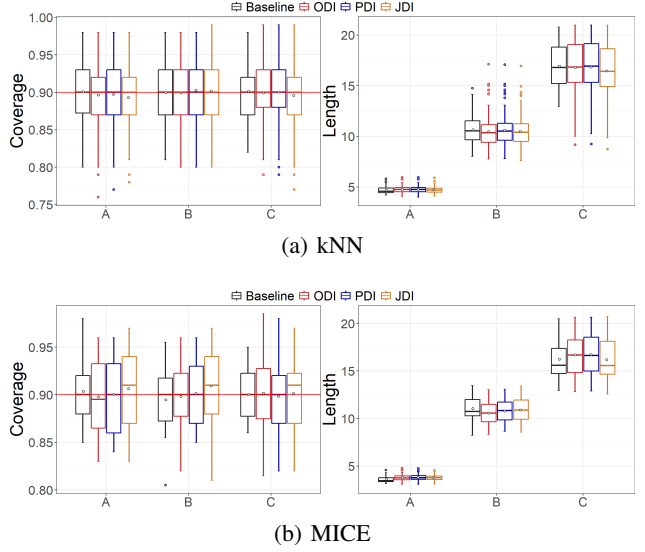 Baseline ODI PDI JDI
1.00
0.95
0.90
0.85
0.80
0.75
Coverage
A B C
20
15
10
5
Length
A B C
(a) kNN
Baseline ODI PDI JDI
0.95
0.90
0.85
0.80
Coverage
A B C
20
15
10
5
Length
A B C
(b) MICE